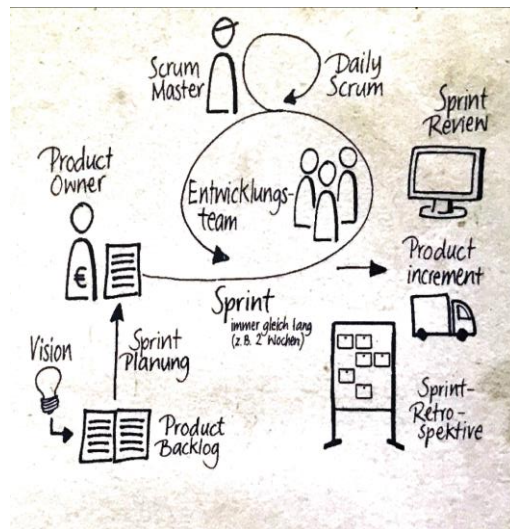 Scrum
Master
Daily
Scrum
Sprint
Review
Product
Owner
Entwicklungs-
team
€
Product
increment
Sprint
immer gleich lang
(z.B. 2 Wochen)
Vision
Sprint
Planung
Product
Backlog
Sprint-
Retro-
spektive